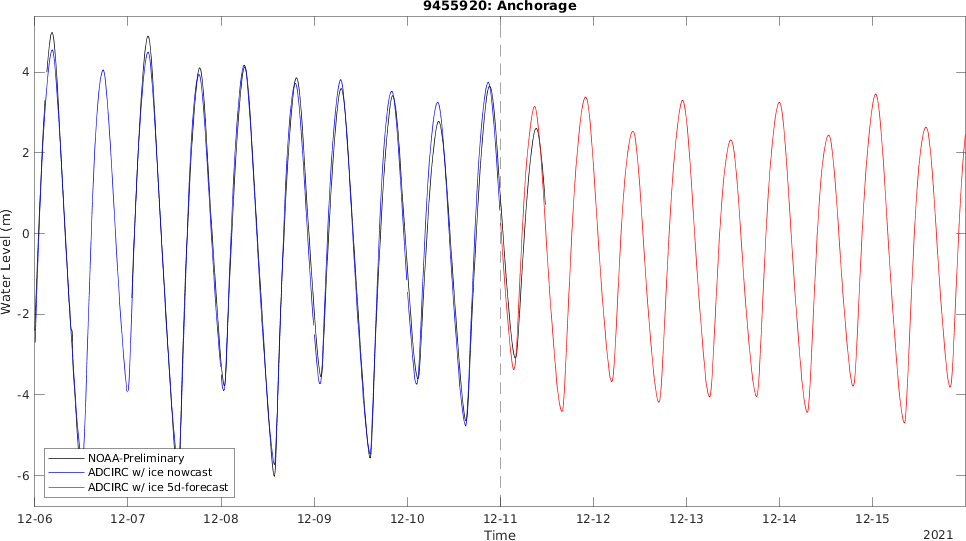 9455920: Anchorage
Water Level (m)
4
2
0
-2
-4
-6
NOAA-Preliminary
ADCIRC w/ ice nowcast
ADCIRC w/ ice 5d-forecast
12-06 12-07 12-08 12-09 12-10 12-11 12-12 12-13 12-14 12-15
Time
2021